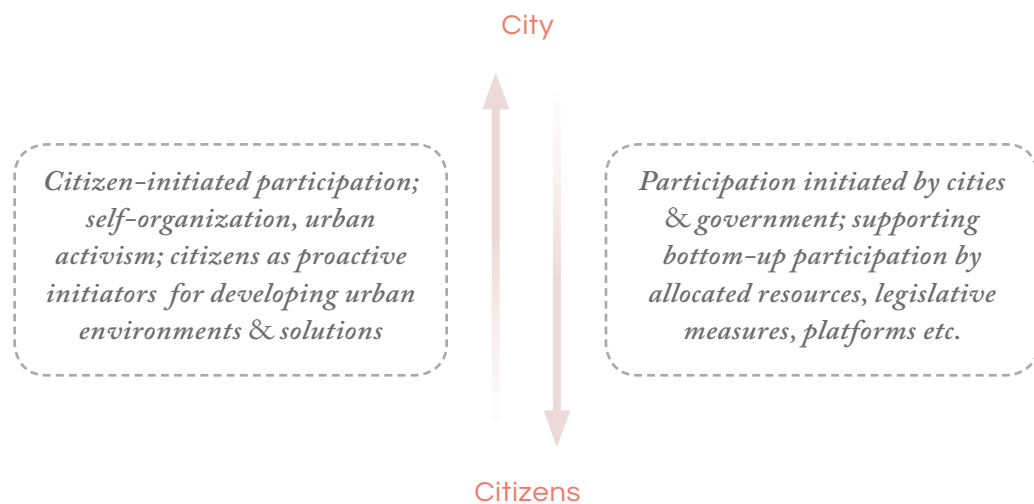 City
Citizen-initiated participation;
self-organization, urban
activism; citizens as proactive
initiators for developing urban
environments & solutions
Participation initiated by cities
& government; supporting
bottom-up participation by
allocated resources, legislative
measures, platforms etc.
Citizens